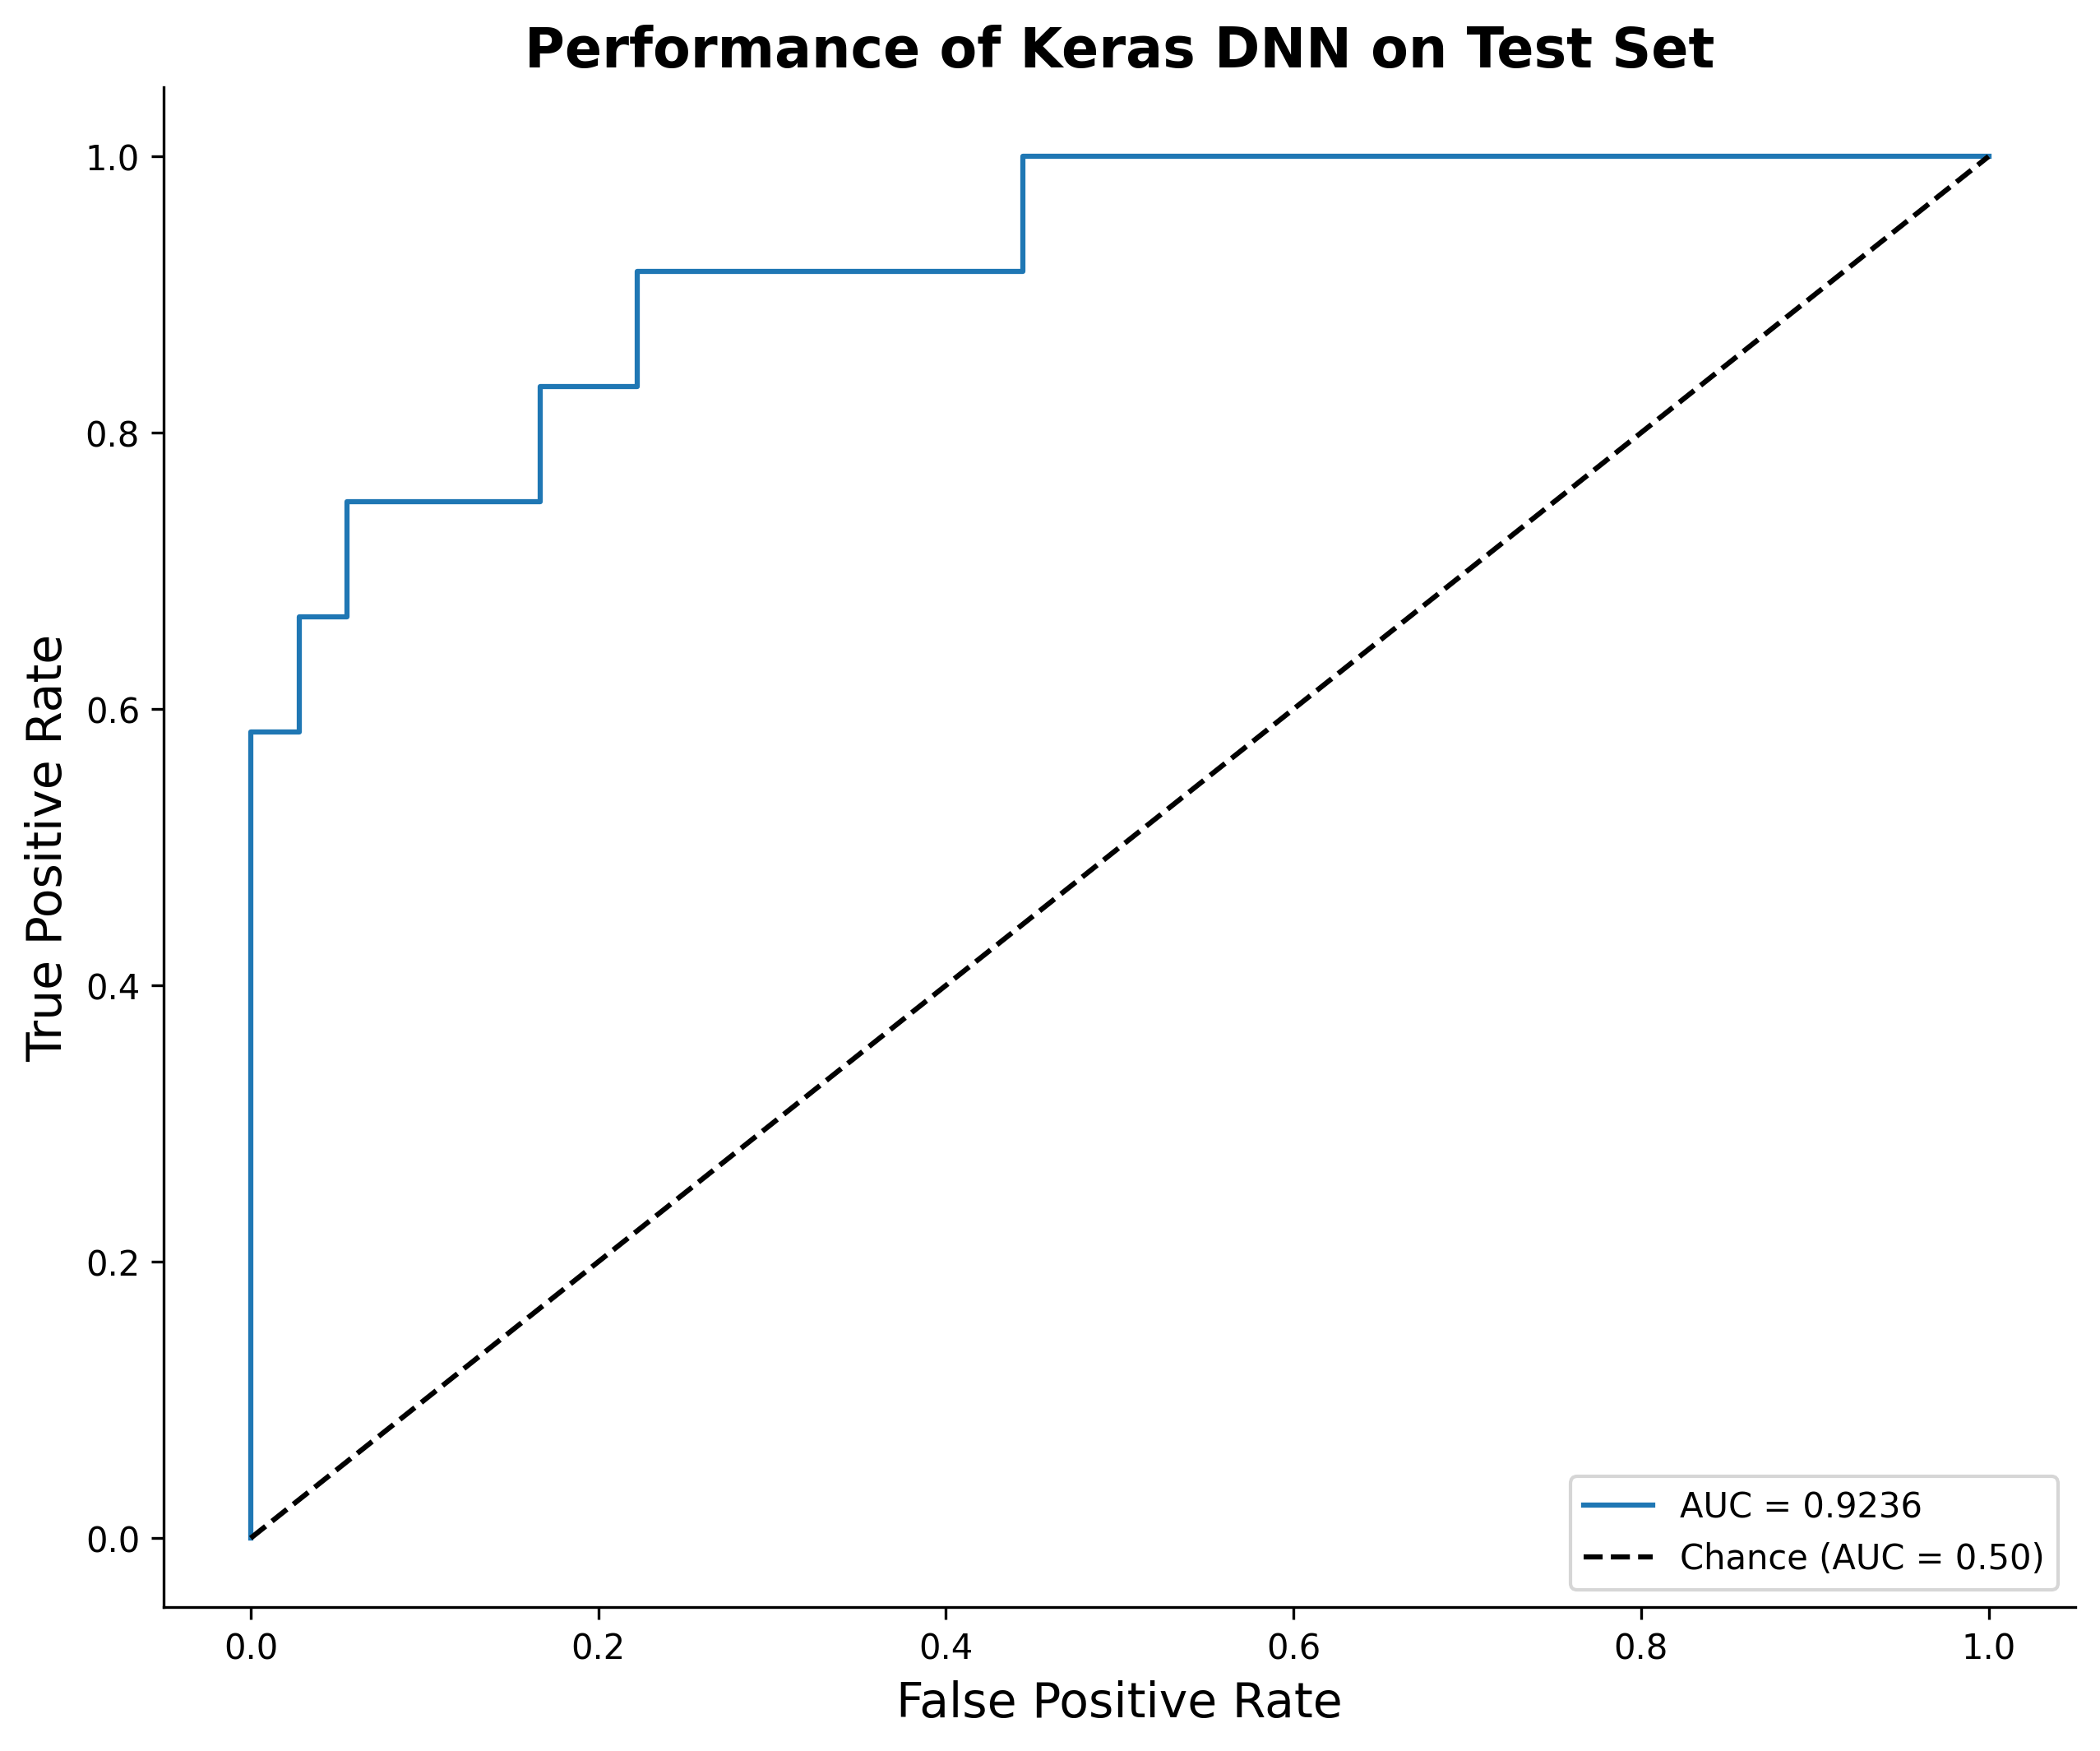 Performance of Keras DNN on Test Set
True Positive Rate
1.0
0.8
0.6
0.4
0.2
0.0
AUC = 0.9236
Chance (AUC = 0.50)
0.0 0.2 0.4 0.6 0.8 1.0
False Positive Rate